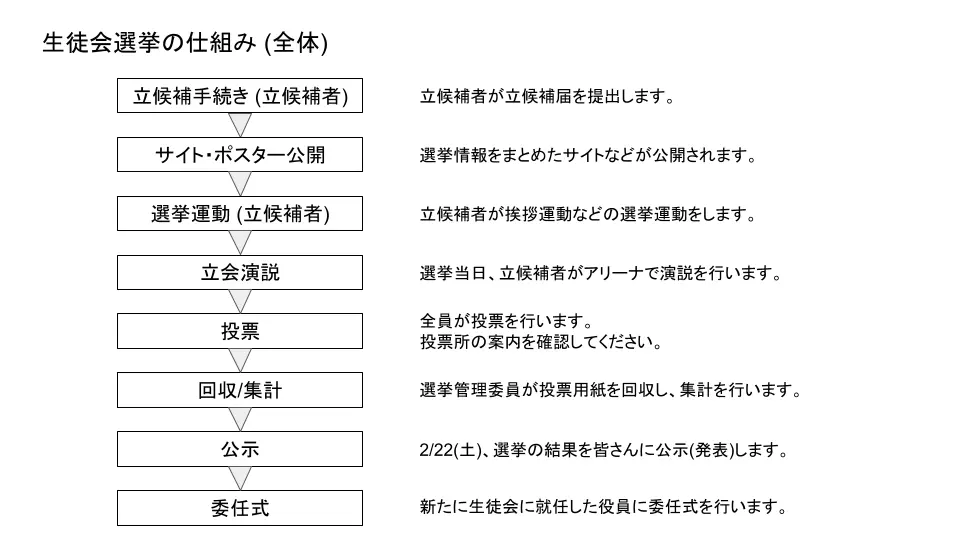 生徒会選挙の仕組み (全体)
立候補手続き (立候補者)
立候補者が立候補届を提出します。
サイト・ポスター公開
選挙情報をまとめたサイトなどが公開されます。
選挙運動 (立候補者)
立候補者が挨拶運動などの選挙運動をします。
立会演説
選挙当日、立候補者がアリーナで演説を行います。
投票
全員が投票を行います。
投票所の案内を確認してください。
回収/集計
選挙管理委員が投票用紙を回収し、集計を行います。
公示
2/22(土)、選挙の結果を皆さんに公示(発表)します。
委任式
新たに生徒会に就任した役員に委任式を行います。